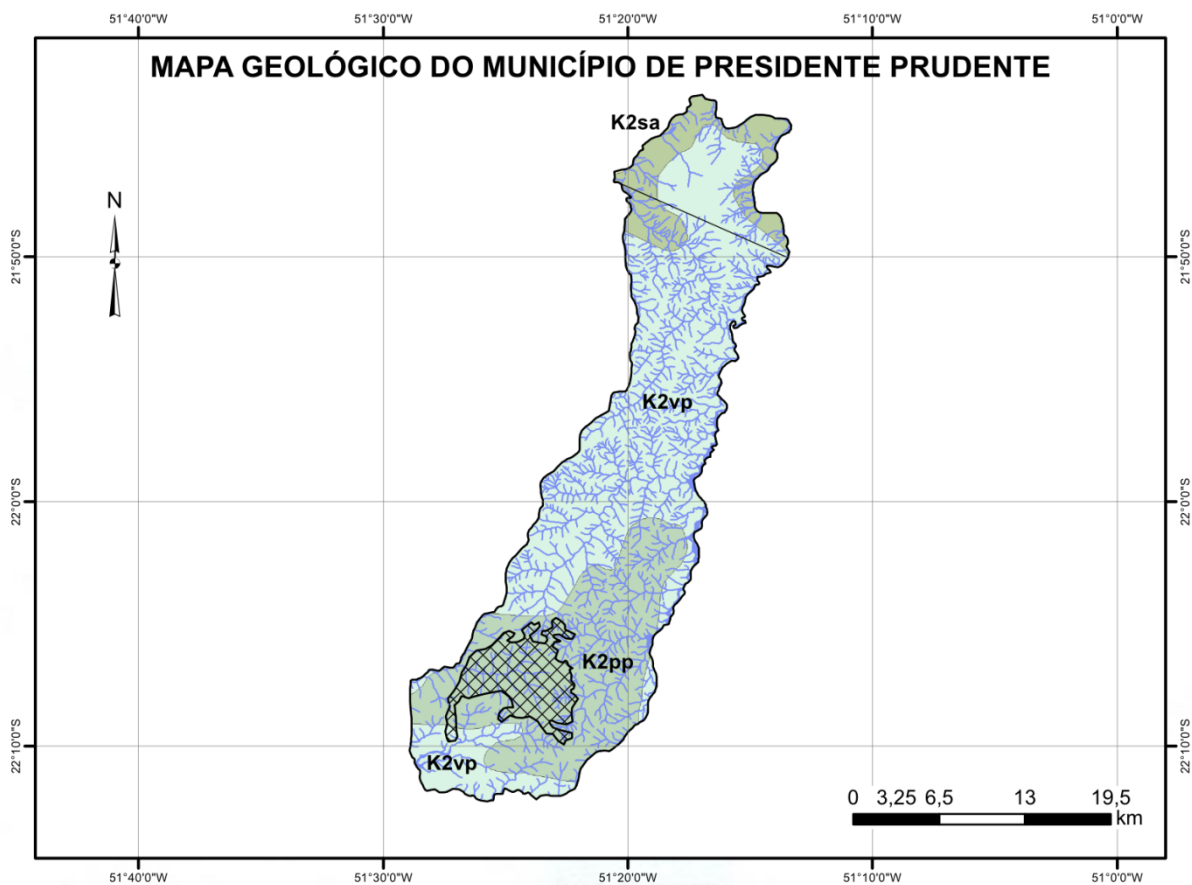 51°40'0"W 51°30'0"W 51°20'0"W 51°10'0"W 51°0'0"W
MAPA GEOLÓGICO DO MUNICÍPIO DE PRESIDENTE PRUDENTE
K2sa
N
21°50'0"S 21°50'0"S
K2vp
22°0'0"S 22°0'0"S
K2pp
22°10'0"S 22°10'0"S
K2vp
0 3,25 6,5 13 19,5
km
51°40'0"W 51°30'0"W 51°20'0"W 51°10'0"W 51°0'0"W